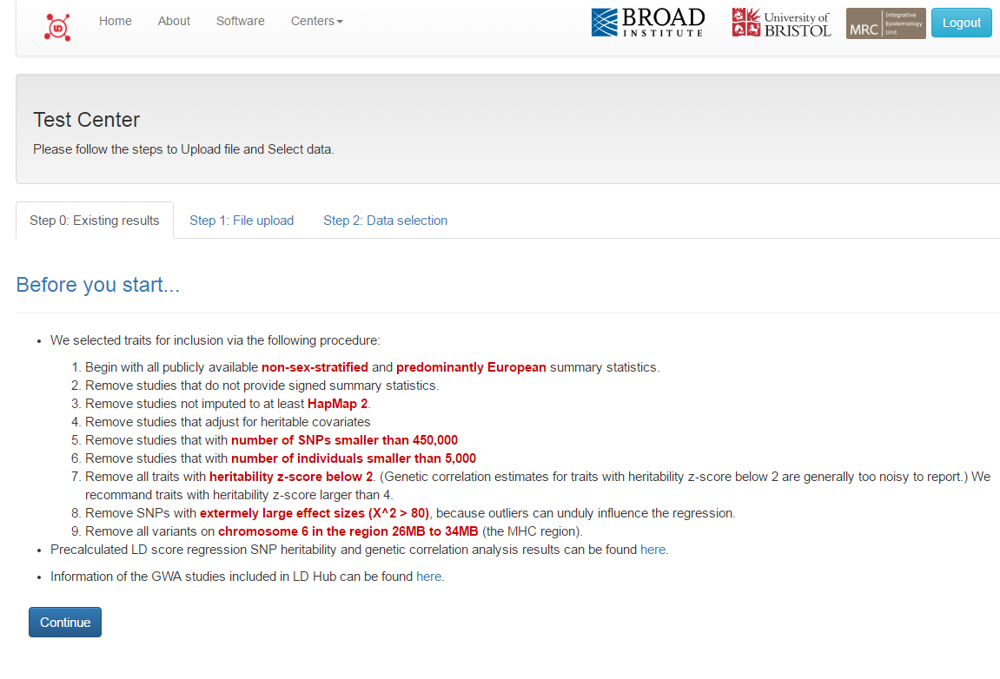 LD
Home About Software Centers
BROAD
INSTITUTE
University of
BRISTOL
MRC Integrative
Epidemiology
Unit
Logout
Test Center
Please follow the steps to Upload file and Select data.
Step 0: Existing results Step 1: File upload Step 2: Data selection
Before you start...
• We selected traits for inclusion via the following procedure:
1. Begin with all publicly available non-sex-stratified and predominantly European summary statistics.
2. Remove studies that do not provide signed summary statistics.
3. Remove studies not imputed to at least HapMap 2.
4. Remove studies that adjust for heritable covariates
5. Remove studies that with number of SNPs smaller than 450,000
6. Remove studies that with number of individuals smaller than 5,000
7. Remove all traits with heritability z-score below 2. (Genetic correlation estimates for traits with heritability z-score below 2 are generally too noisy to report.) We
recommand traits with heritability z-score larger than 4.
8. Remove SNPs with extermely large effect sizes (X^2 > 80), because outliers can unduly influence the regression.
9. Remove all variants on chromosome 6 in the region 26MB to 34MB (the MHC region).
• Precalculated LD score regression SNP heritability and genetic correlation analysis results can be found here.
• Information of the GWA studies included in LD Hub can be found here.
Continue